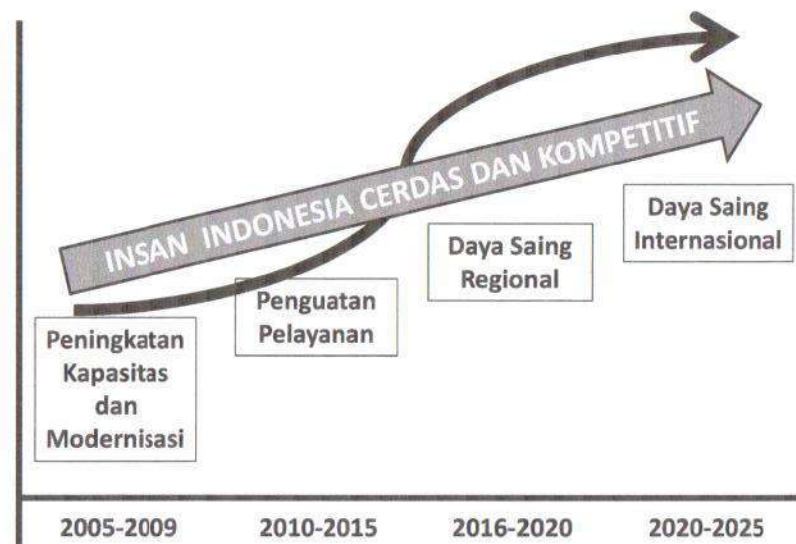 INSAN INDONESIA CERDAS DAN KOMPETITIF
Peningkatan
Kapasitas
dan
Modernisasi
Penguatan
Pelayanan
Daya Saing
Regional
Daya Saing
Internasional
2005-2009
2010-2015
2016-2020
2020-2025